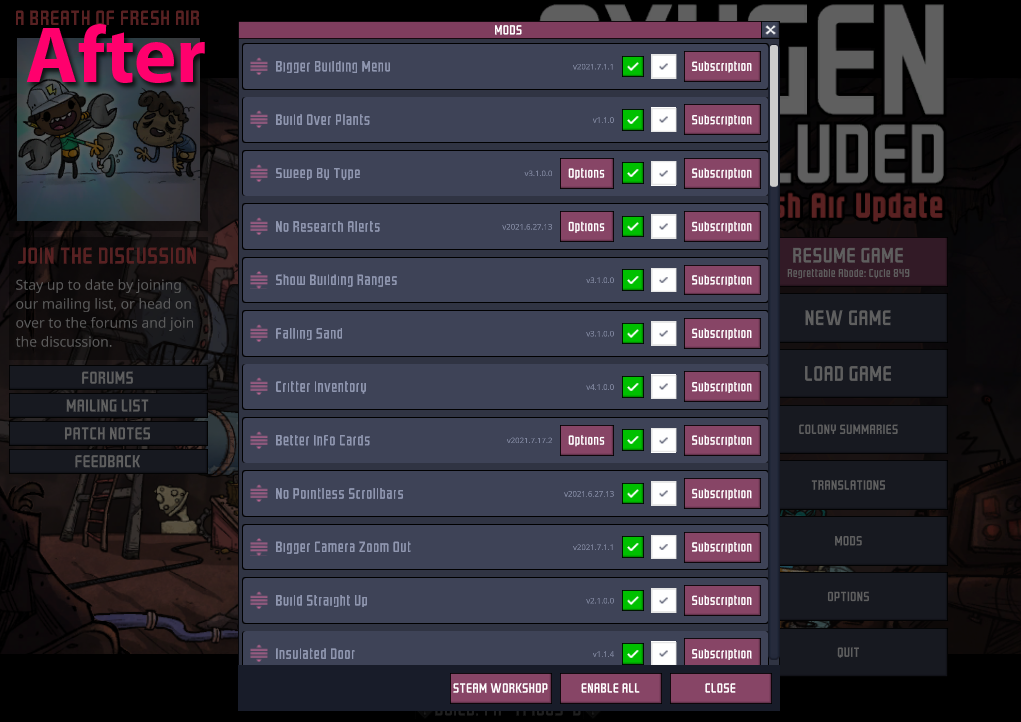 A BREATH OF FRESH AIR
After
JOIN THE DISCUSSION
Stay up to date by joining
our mailing list, or head on
over to the forums and join
the discussion.
FORUMS
MAILING LIST
PATCH NOTES
FEEDBACK
MODS
Bigger Building Menu v2021.7.1.1 Subscription
Build Over Plants v1.1.0 Subscription
Sweep By Type v3.1.0.0 Options Subscription
No Research Alerts v2021.6.27.13 Options Subscription
Show Building Ranges v3.1.0.0 Subscription
Falling Sand v3.1.0.0 Subscription
Critter Inventory v4.1.0.0 Subscription
Better Info Cards v2021.7.17.2 Options Subscription
No Pointless Scrollbars v2021.6.27.13 Subscription
Bigger Camera Zoom Out v2021.7.1.1 Subscription
Build Straight Up v2.1.0.0 Subscription
Insulated Door v1.1.4 Subscription
STEAM WORKSHOP
ENABLE ALL
CLOSE
Air Update
RESUME GAME
Regrettable Abode: Cycle 849
NEW GAME
LOAD GAME
COLONY SUMMARIES
TRANSLATIONS
MODS
OPTIONS
QUIT